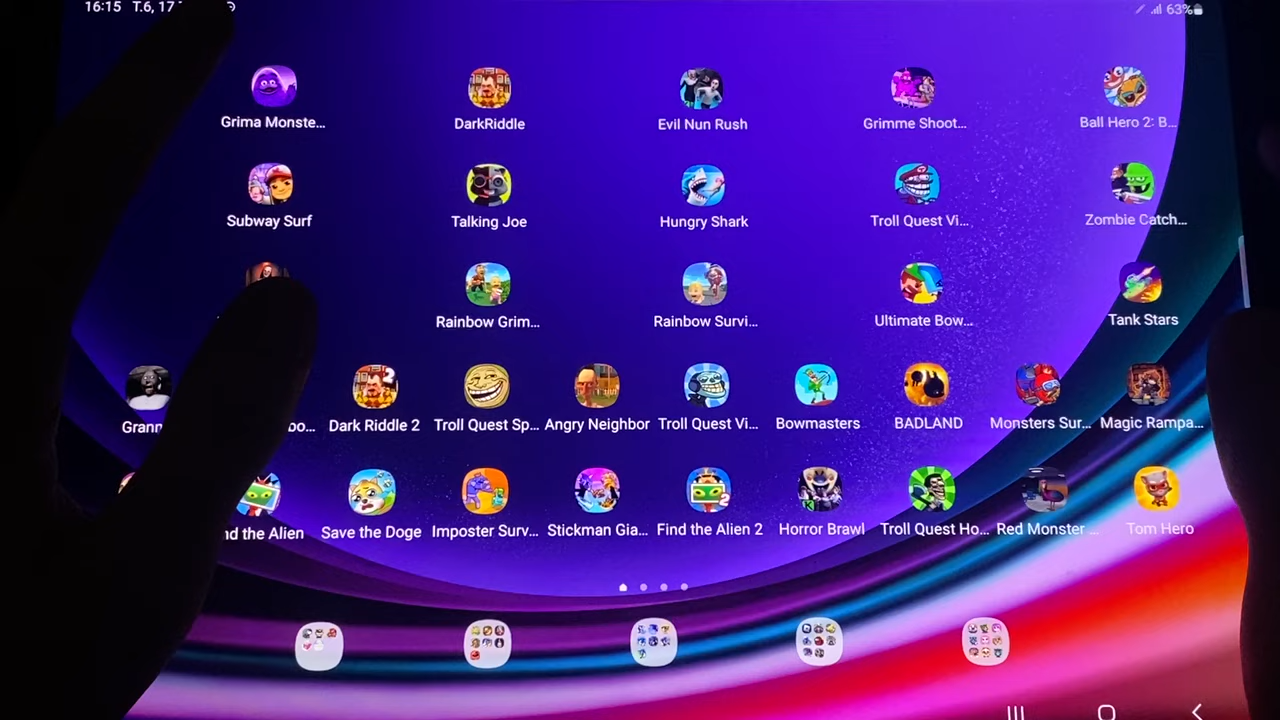 16:15 T.6, 17
63%
Grima Monste...
DarkRiddle
Evil Nun Rush
Grimme Shoot...
Ball Hero 2: B...
Subway Surf
Talking Joe
Hungry Shark
Troll Quest Vi...
Zombie Catch...
Rainbow Grim...
Rainbow Survi...
Ultimate Bow...
Tank Stars
Grann
bo...
Dark Riddle 2
Troll Quest Sp...
Angry Neighbor
Troll Quest Vi...
Bowmasters
BADLAND
Monsters Sur...
Magic Rampa...
nd the Alien
Save the Doge
Imposter Surv...
Stickman Gia...
Find the Alien 2
Horror Brawl
Troll Quest Ho...
Red Monster ...
Tom Hero